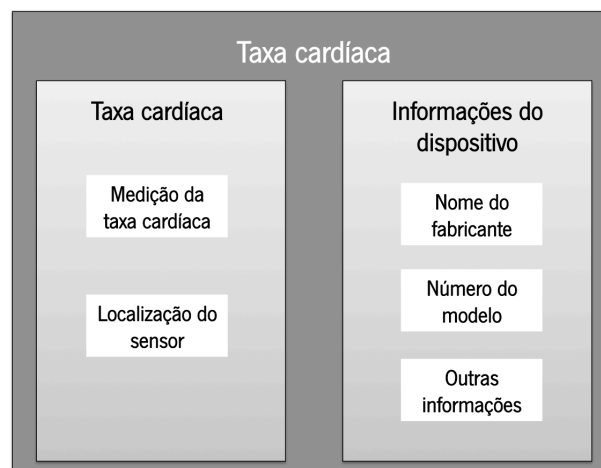 Taxa cardíaca
Taxa cardíaca
Medição da
taxa cardíaca
Localização do
sensor
Informações do
dispositivo
Nome do
fabricante
Número do
modelo
Outras
informações